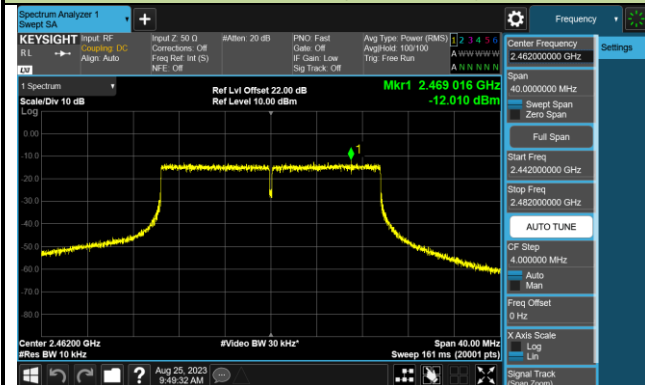 Spectrum Analyzer 1
Swept SA
+
Frequency
KEYSIGHT
RL
Input: RF
Coupling: DC
Align: Auto
Input Z: 50 Ω
Corrections: Off
Freq Ref: Int (S)
NFE: Off
#Atten: 20 dB
PNO: Fast
Gate: Off
IF Gain: Low
Sig Track: Off
Avg Type: Power (RMS)
Avg|Hold: 100/100
Trig: Free Run
1 2 3 4 5 6
A W W W W W
A N N N N N
1 Spectrum
Scale/Div 10 dB
Log
Ref Lvl Offset 22.00 dB
Ref Level 10.00 dBm
Mkr1 2.469 016 GHz
-12.010 dBm
0.00
-10.0
-20.0
-30.0
-40.0
-50.0
-60.0
-70.0
-80.0
1
Center 2.46200 GHz
#Res BW 10 kHz
#Video BW 30 kHz*
Span 40.00 MHz
Sweep 161 ms (20001 pts)
Center Frequency
2.462000000 GHz
Settings
Span
40.0000000 MHz
Swept Span
Zero Span
Full Span
Start Freq
2.442000000 GHz
Stop Freq
2.482000000 GHz
AUTO TUNE
CF Step
4.000000 MHz
Auto
Man
Freq Offset
0 Hz
X Axis Scale
Log
Lin
Signal Track
(Span Zoom)
?
Aug 25, 2023
9:49:32 AM